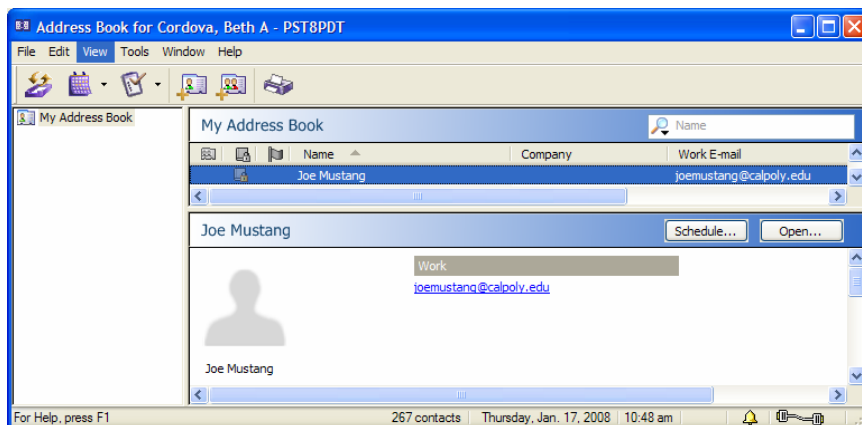 Address Book for Cordova, Beth A - PST8PDT
File Edit View Tools Window Help
My Address Book
My Address Book
Name
Name Company Work E-mail
Joe Mustang joemustang@calpoly.edu
Joe Mustang Schedule... Open...
Work
joemustang@calpoly.edu
Joe Mustang
For Help, press F1 267 contacts Thursday, Jan. 17, 2008 10:48 am